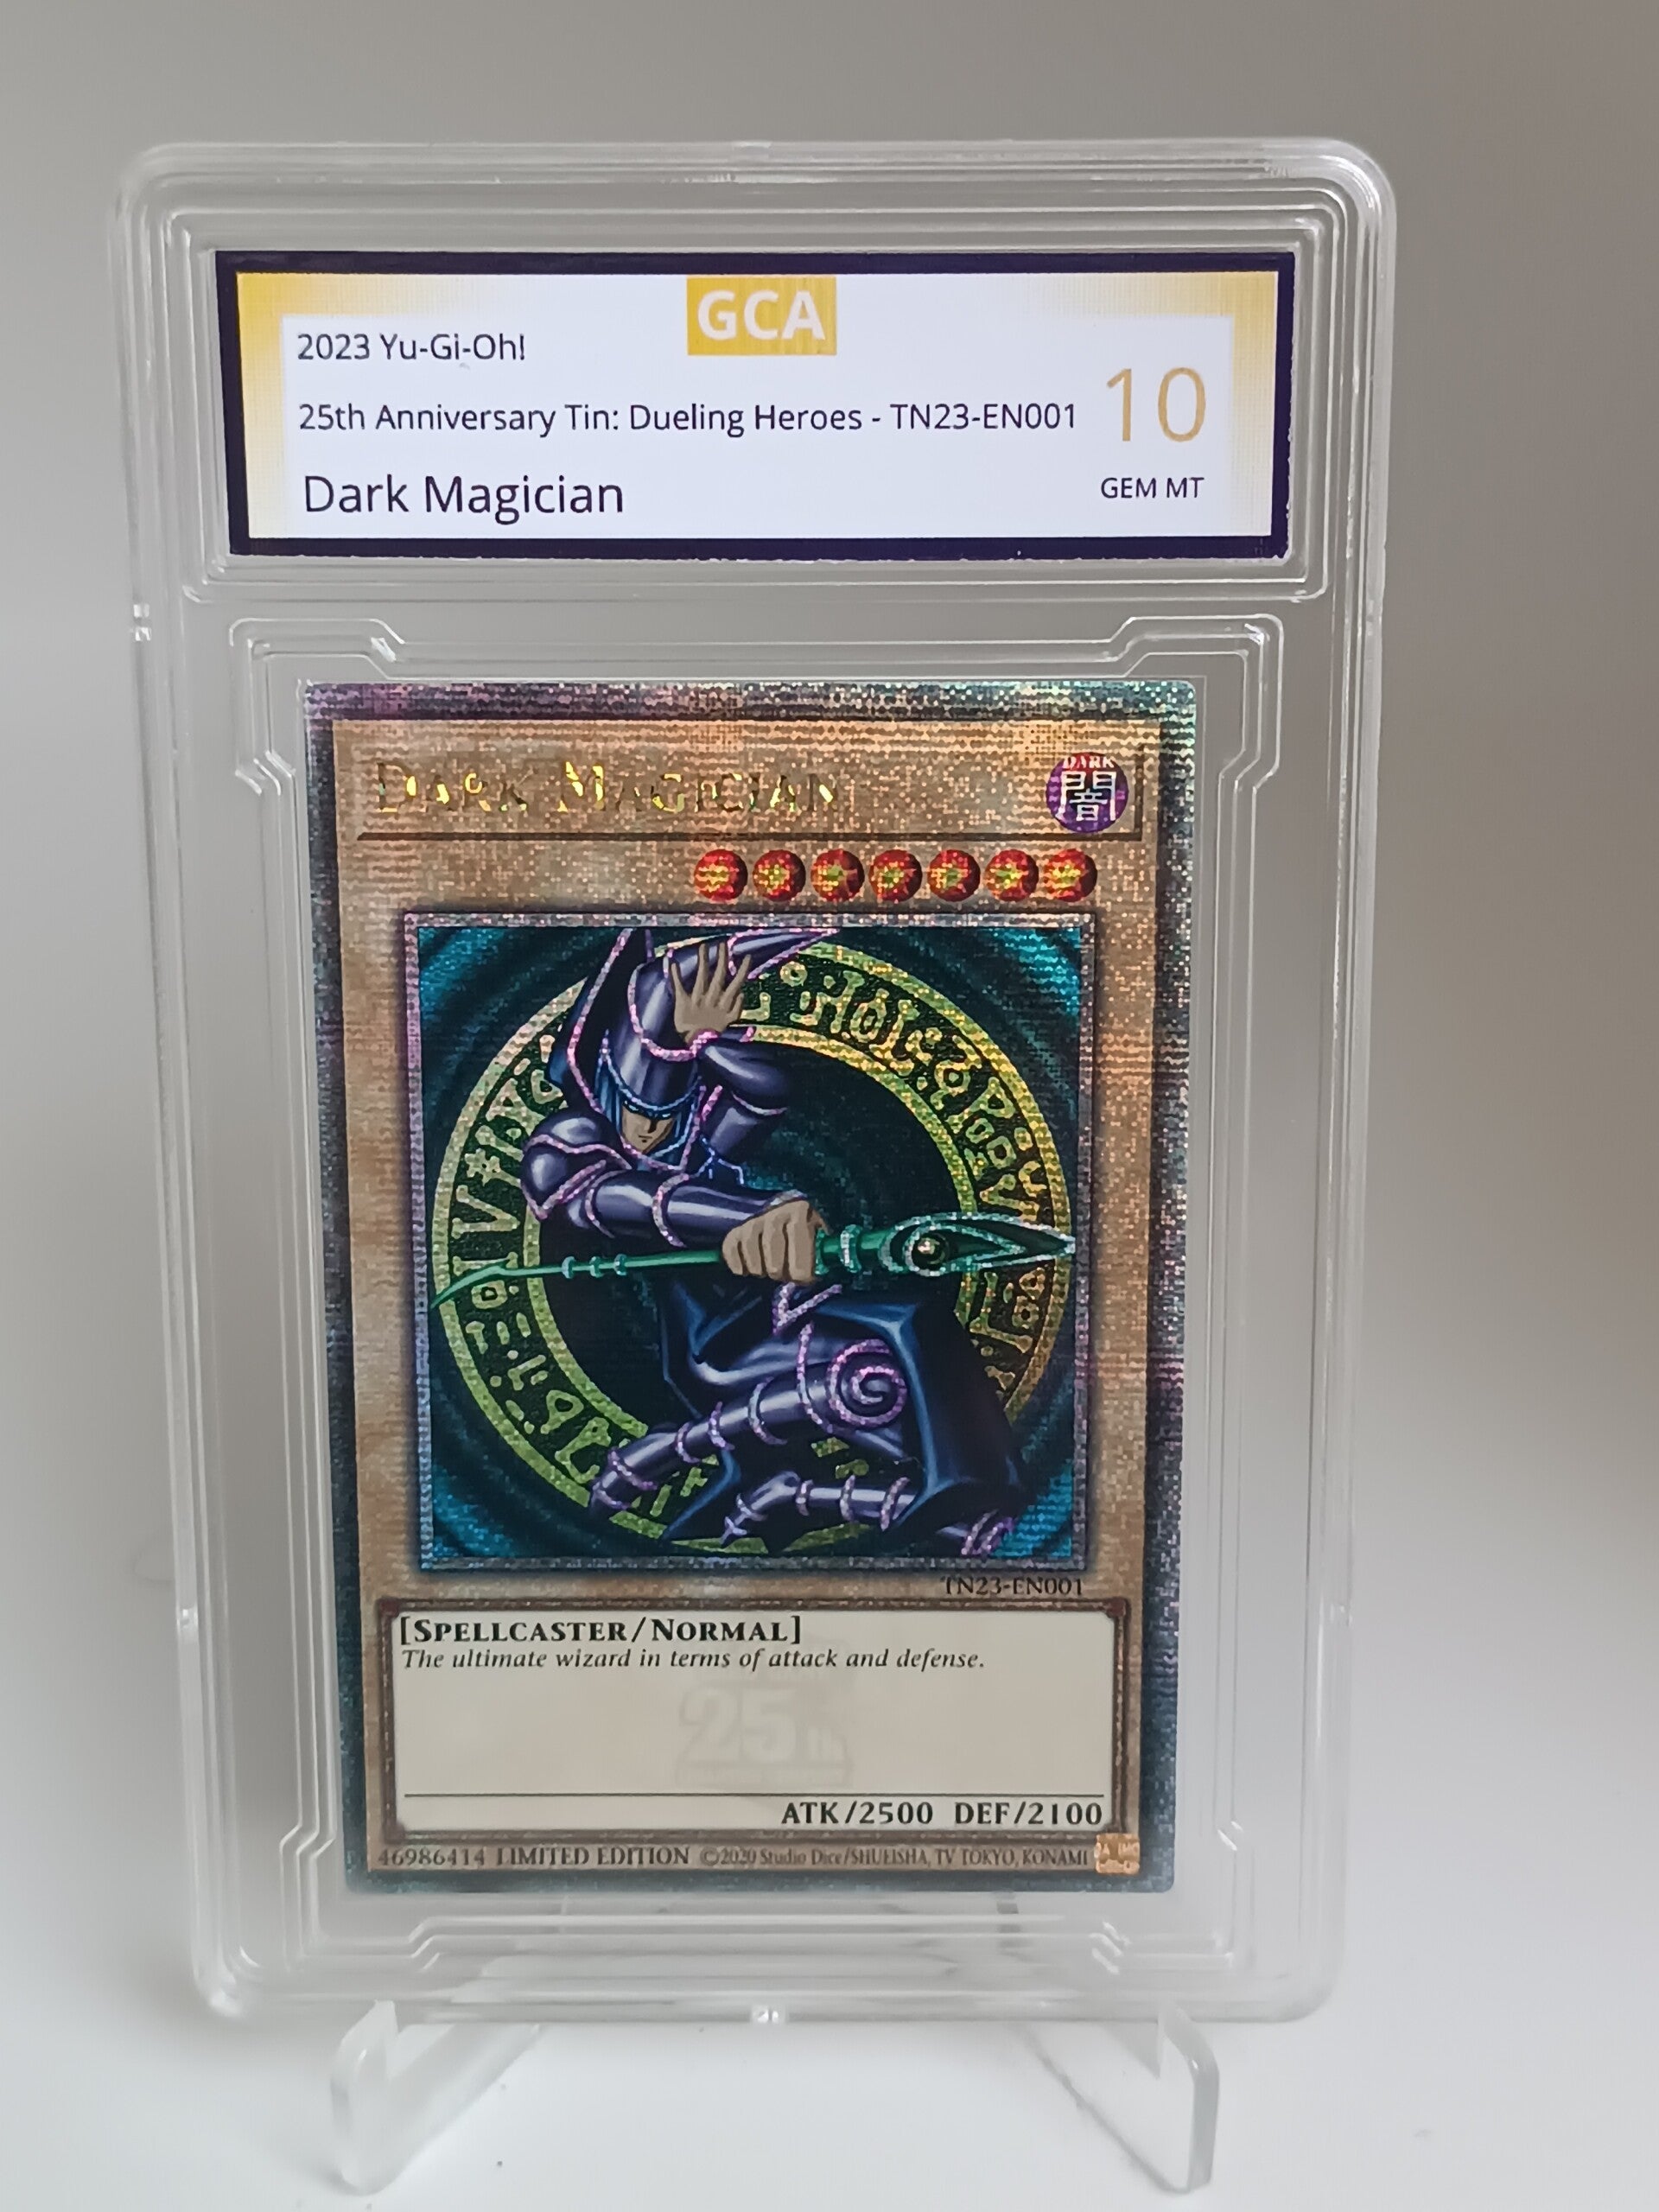 GCA
2023 Yu-Gi-Oh!
25th Anniversary Tin: Dueling Heroes - TN23-EN001
10
Dark Magician
GEM MT
DARK MAGICIAN
DARK
闇
TN23-EN001
[SPELLCASTER/NORMAL]
The ultimate wizard in terms of attack and defense.
25th
ATK/2500 DEF/2100
46986414 LIMITED EDITION ©2020 Studio Dice/SHUEISHA, TV TOKYO, KONAMI